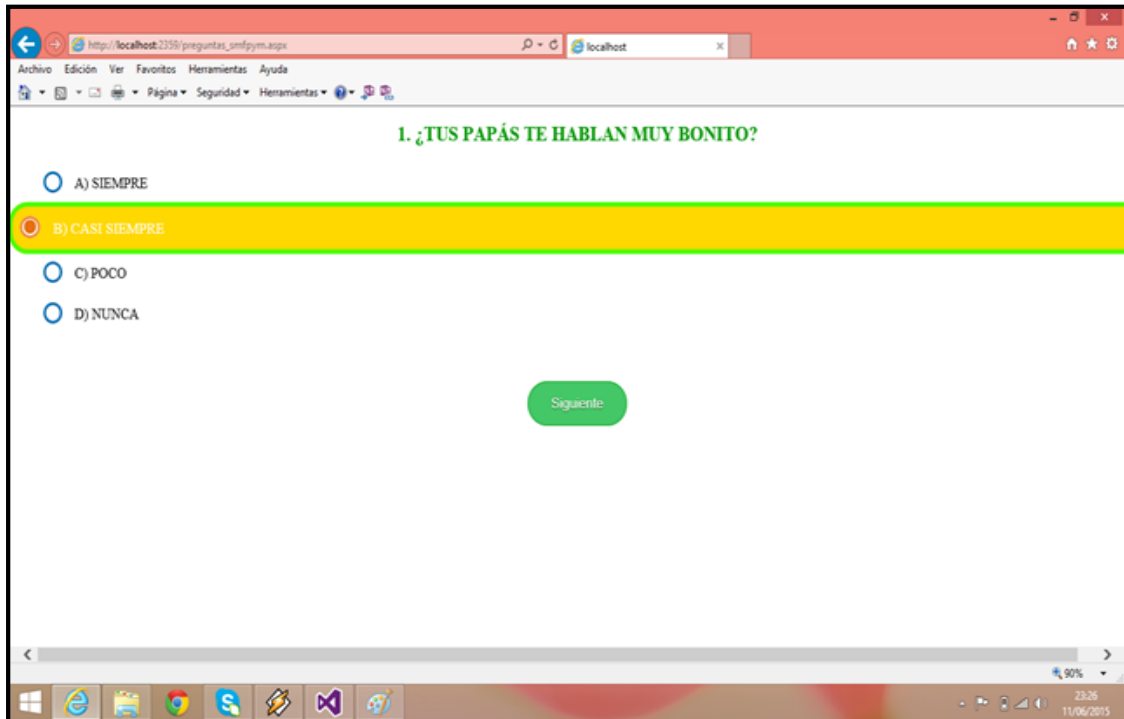 http://localhost:2359/preguntas_smfpym.aspx
localhost
Archivo Edición Ver Favoritos Herramientas Ayuda
Página Seguridad Herramientas
1. ¿TUS PAPÁS TE HABLAN MUY BONITO?
A) SIEMPRE
B) CASI SIEMPRE
C) POCO
D) NUNCA
Siguiente
90%
23:26
11/06/2015